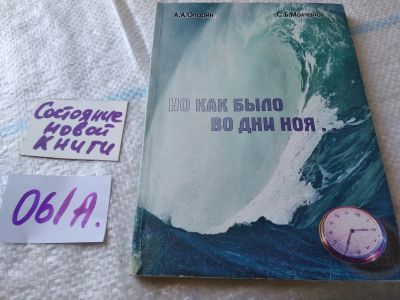 А.А.Опарин
С.Б.Молчанов
НО КАК БЫЛО
ВО ДНИ НОЯ...
Состояние
новой
книги
061А.